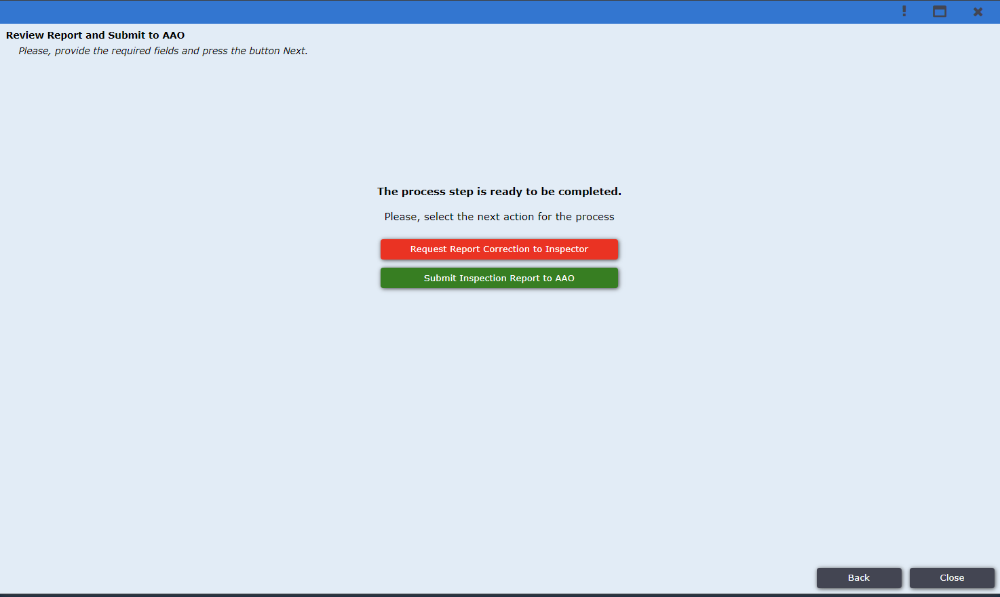 Review Report and Submit to AAO
Please, provide the required fields and press the button Next.
The process step is ready to be completed.
Please, select the next action for the process
Request Report Correction to Inspector
Submit Inspection Report to AAO
Back
Close